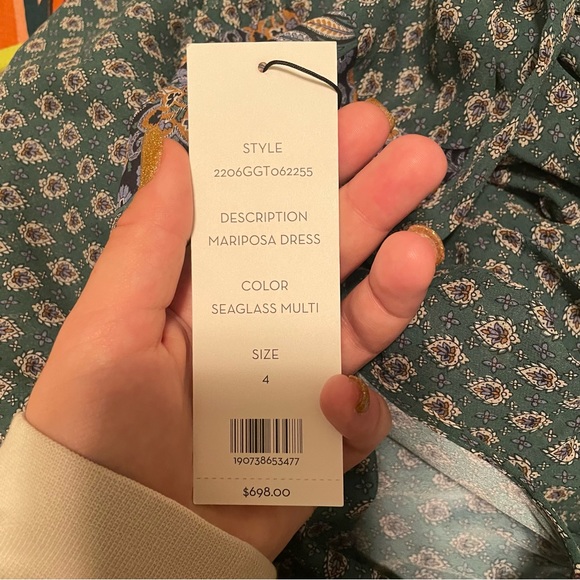 STYLE
2206GGT062255
DESCRIPTION
MARIPOSA DRESS
COLOR
SEAGLASS MULTI
SIZE
4
190738653477
$698.00